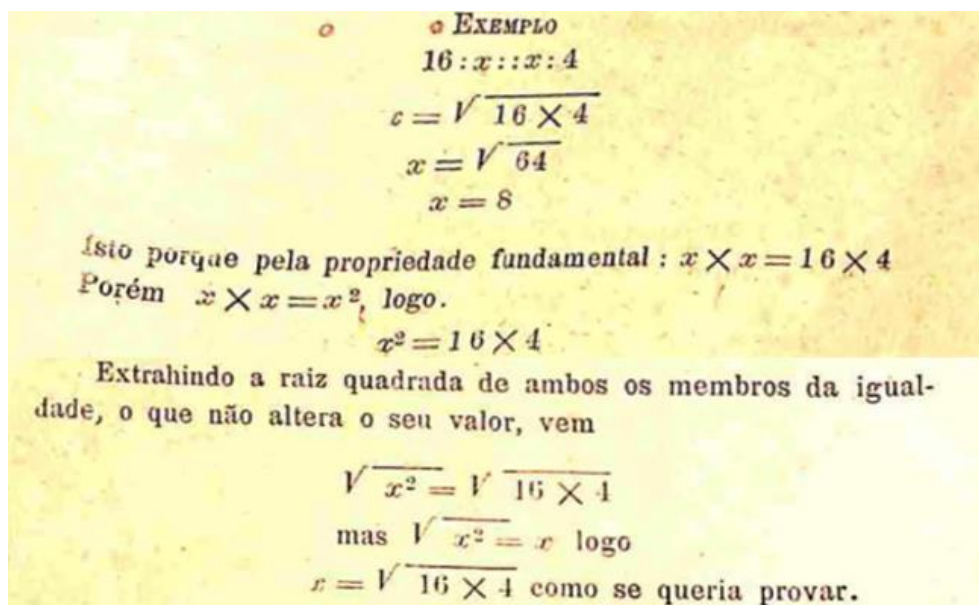 EXEMPLO
16 : x :: x : 4
x = √16 × 4
x = √64
x = 8
Isto porque pela propriedade fundamental : x × x = 16 × 4
Porém x × x = x², logo.
x² = 16 × 4
Extrahindo a raiz quadrada de ambos os membros da igual-
dade, o que não altera o seu valor, vem
√x² = √16 × 4
mas √x² = x logo
x = √16 × 4 como se queria provar.